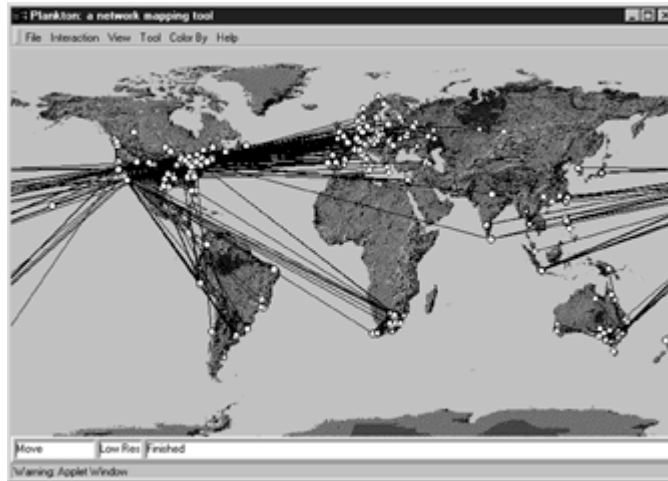 Plankton: a network mapping tool
File Interaction View Tool Color By Help
Move Low Res Finished
Warning: Applet Window